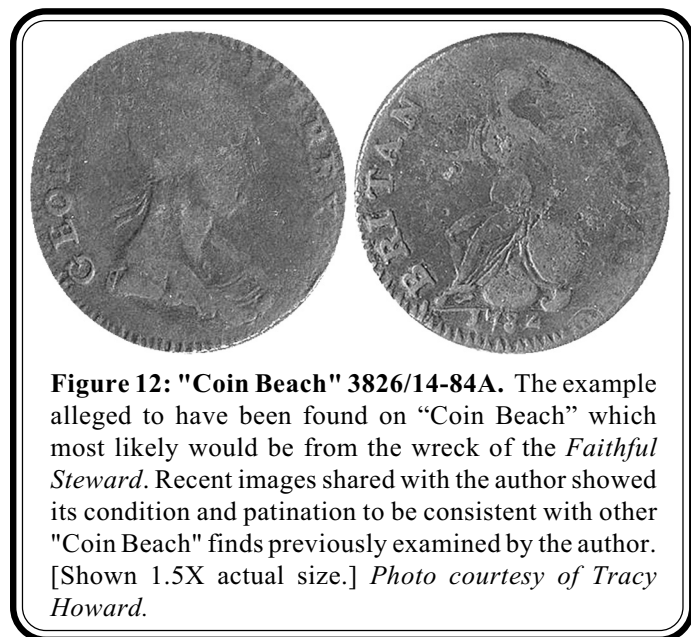 GEOR
BRITAN
1782
Figure 12: "Coin Beach" 3826/14-84A. The example
alleged to have been found on “Coin Beach” which
most likely would be from the wreck of the Faithful
Steward. Recent images shared with the author showed
its condition and patination to be consistent with other
"Coin Beach" finds previously examined by the author.
[Shown 1.5X actual size.] Photo courtesy of Tracy
Howard.